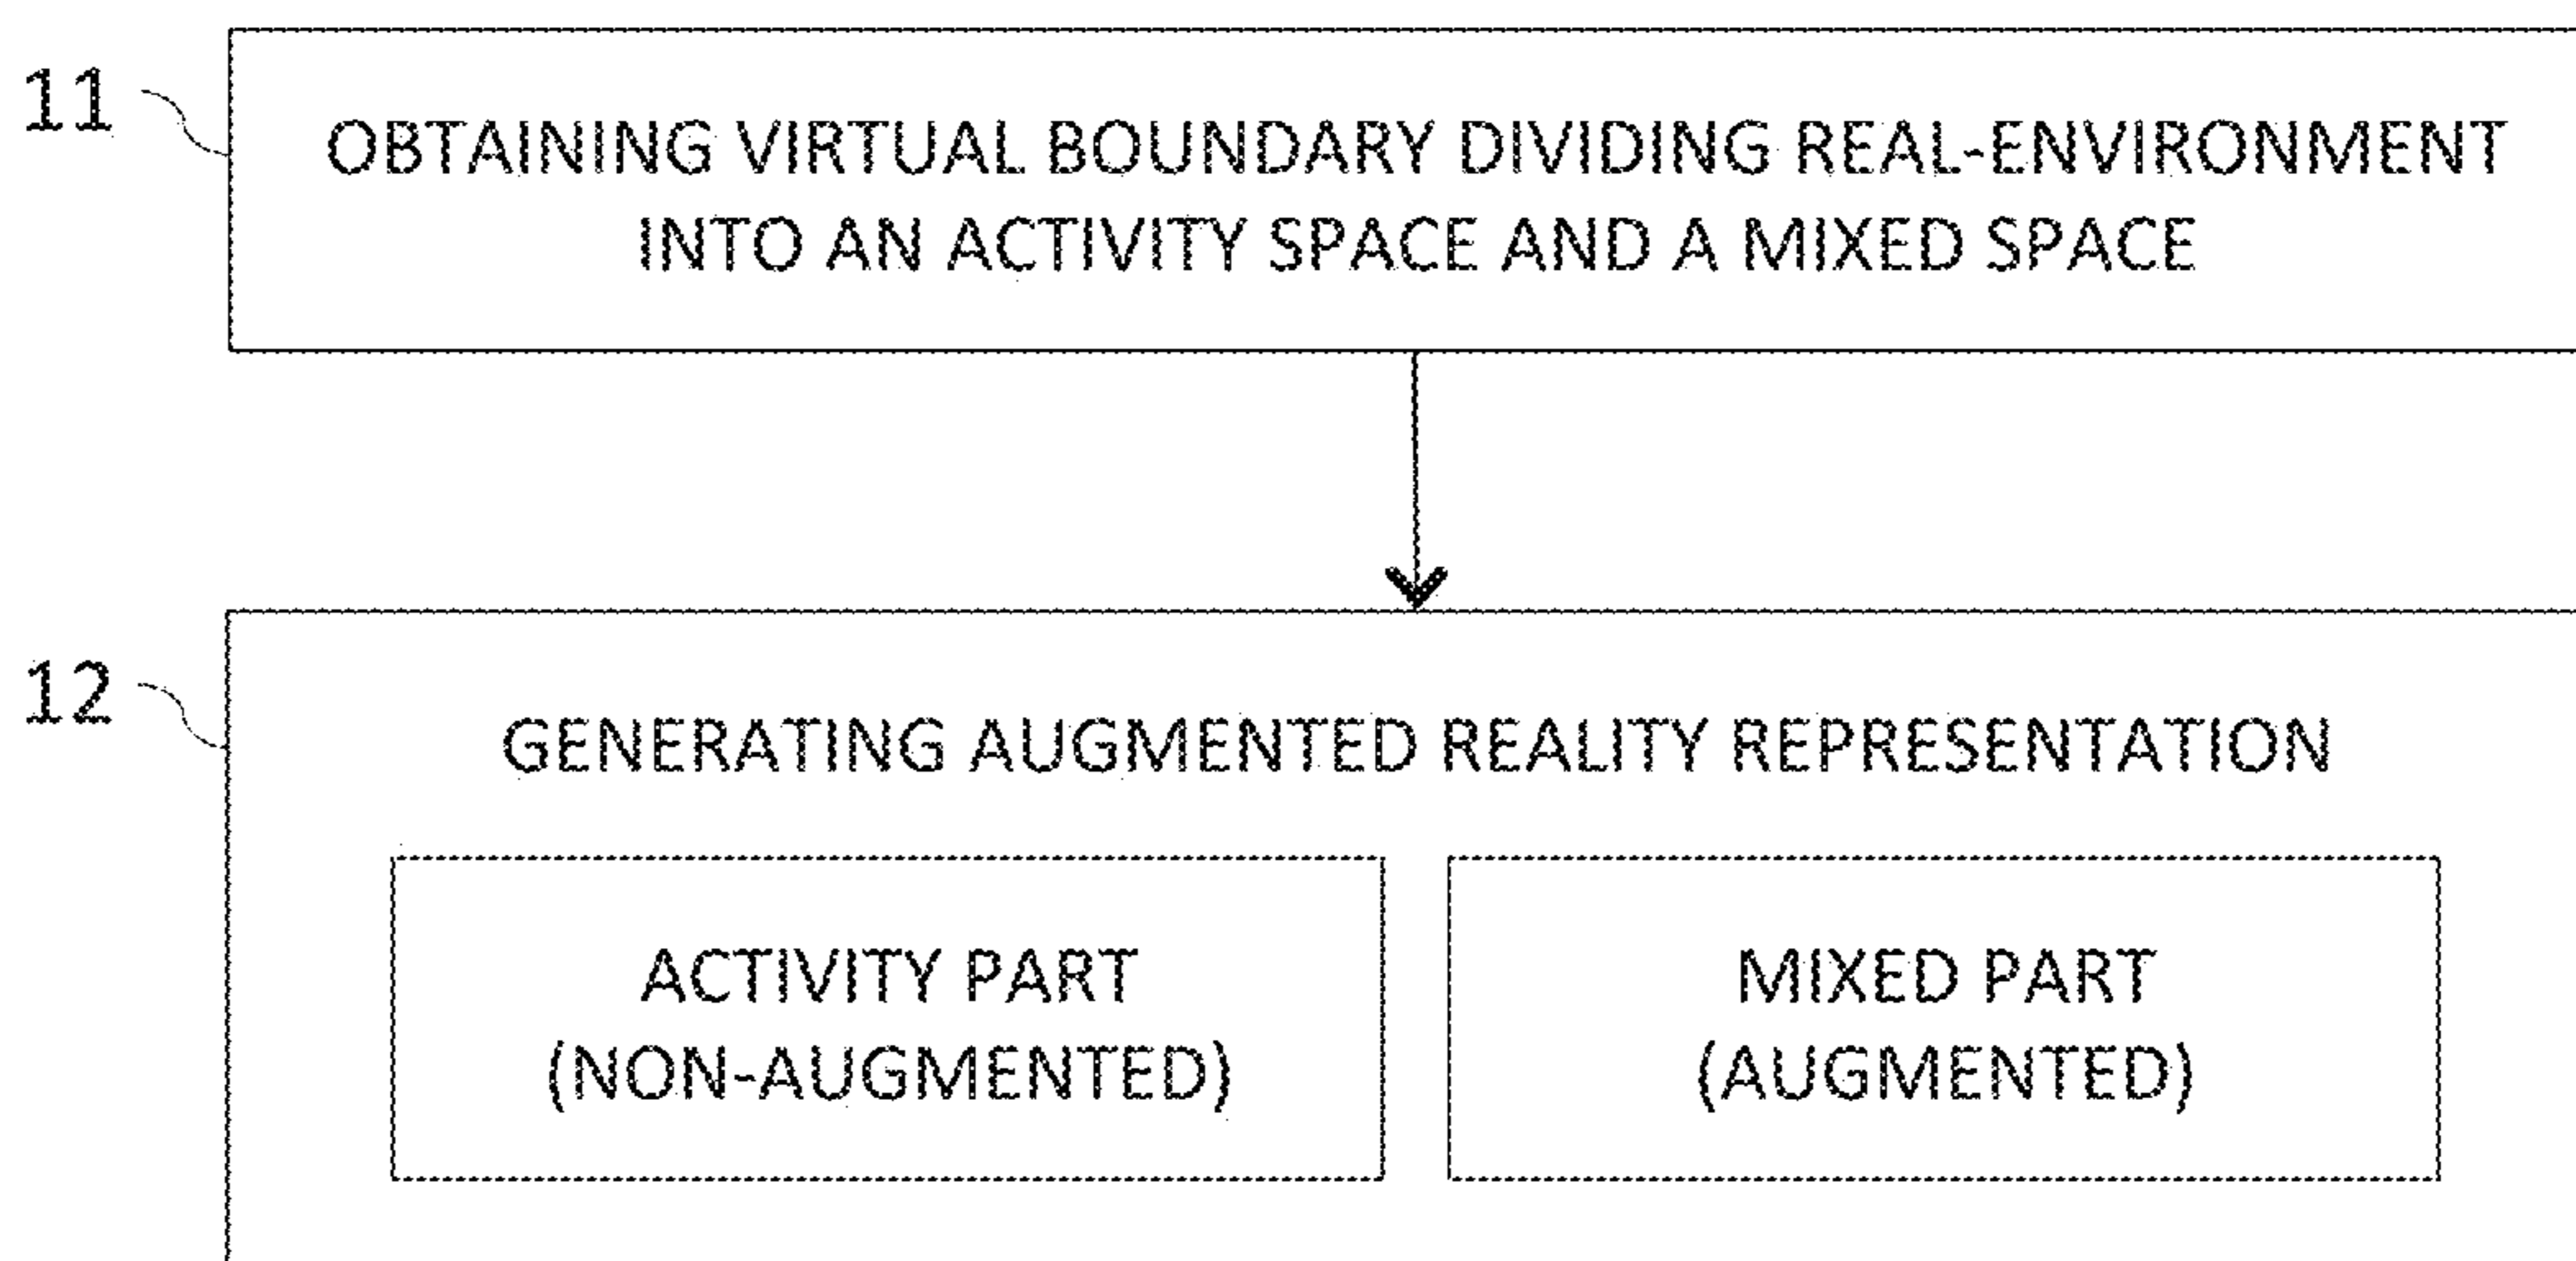 11
OBTAINING VIRTUAL BOUNDARY DIVIDING REAL-ENVIRONMENT
INTO AN ACTIVITY SPACE AND A MIXED SPACE
12
GENERATING AUGMENTED REALITY REPRESENTATION
ACTIVITY PART
(NON-AUGMENTED)
MIXED PART
(AUGMENTED)